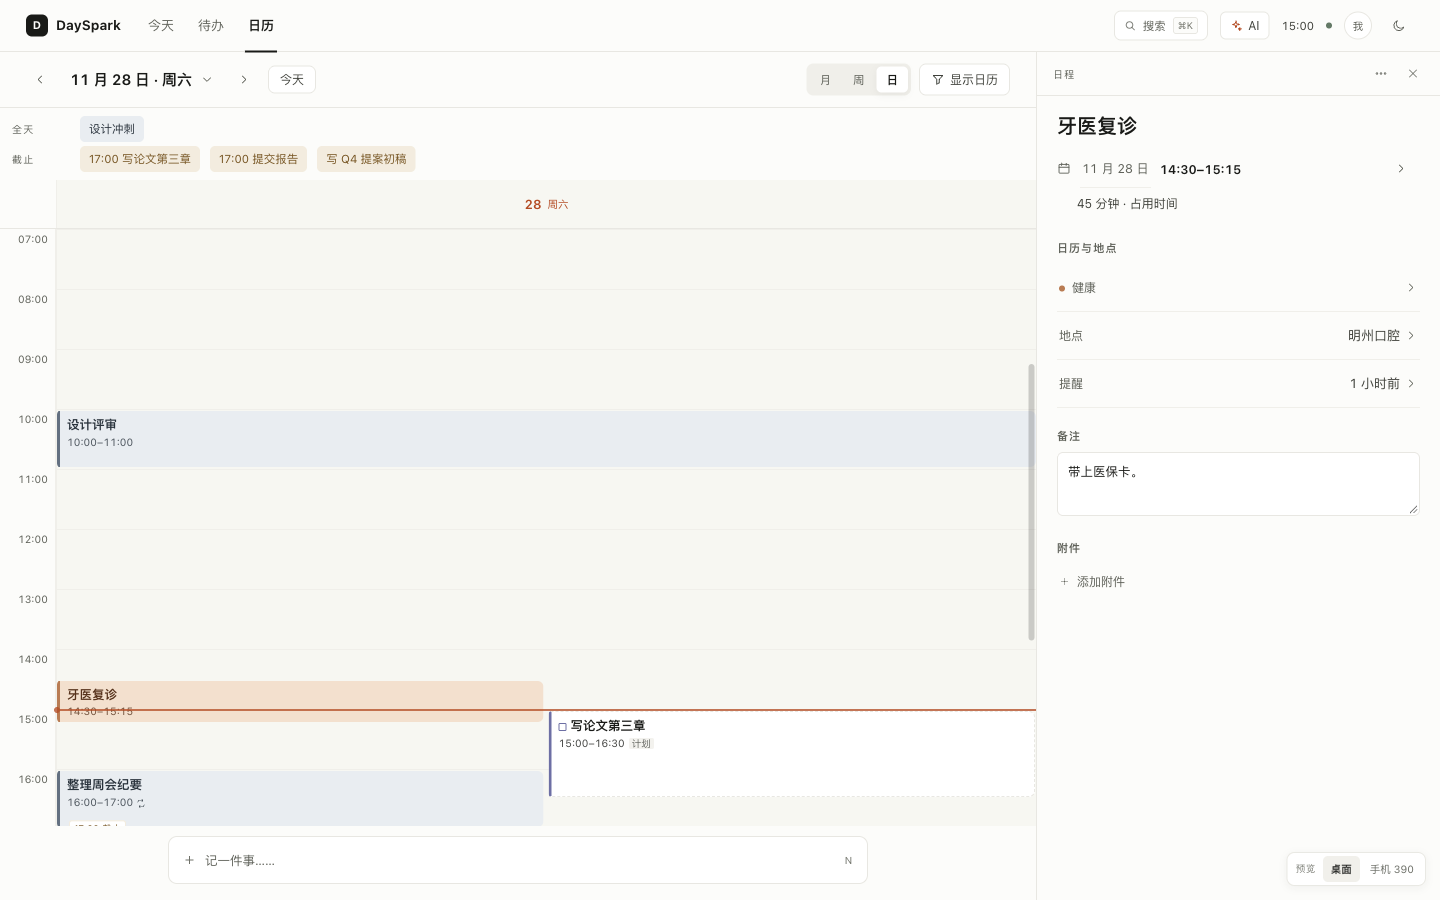 D DaySpark 今天 待办 日历 搜索 ⌘K AI 15:00 我
11 月 28 日 · 周六 今天 月 周 日 显示日历
全天 设计冲刺
截止 17:00 写论文第三章 17:00 提交报告 写 Q4 提案初稿
28 周六
07:00
08:00
09:00
10:00
设计评审
10:00–11:00
11:00
12:00
13:00
14:00
牙医复诊
14:30–15:15
15:00
写论文第三章
15:00–16:30 计划
16:00
整理周会纪要
16:00–17:00
+ 记一件事...... N
日程
牙医复诊
11 月 28 日 14:30–15:15
45 分钟 · 占用时间
日历与地点
健康
地点 明州口腔
提醒 1 小时前
备注
带上医保卡。
附件
+ 添加附件
预览 桌面 手机 390